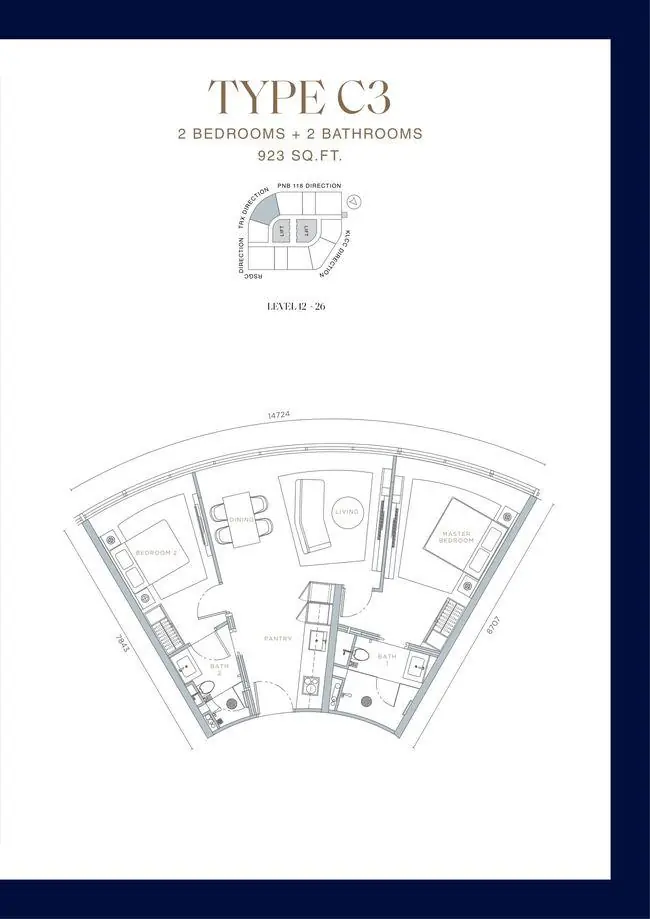 TYPE C3
2 BEDROOMS + 2 BATHROOMS
923 SQ.FT.
PNB 118 DIRECTION
TRX DIRECTION
LIFT
LIFT
KLCC DIRECTION
RSGC DIRECTION
LEVEL 12 - 26
14724
7843
8707
BEDROOM 2
DINING
LIVING
MASTER
BEDROOM
PANTRY
BATH
2
BATH
1